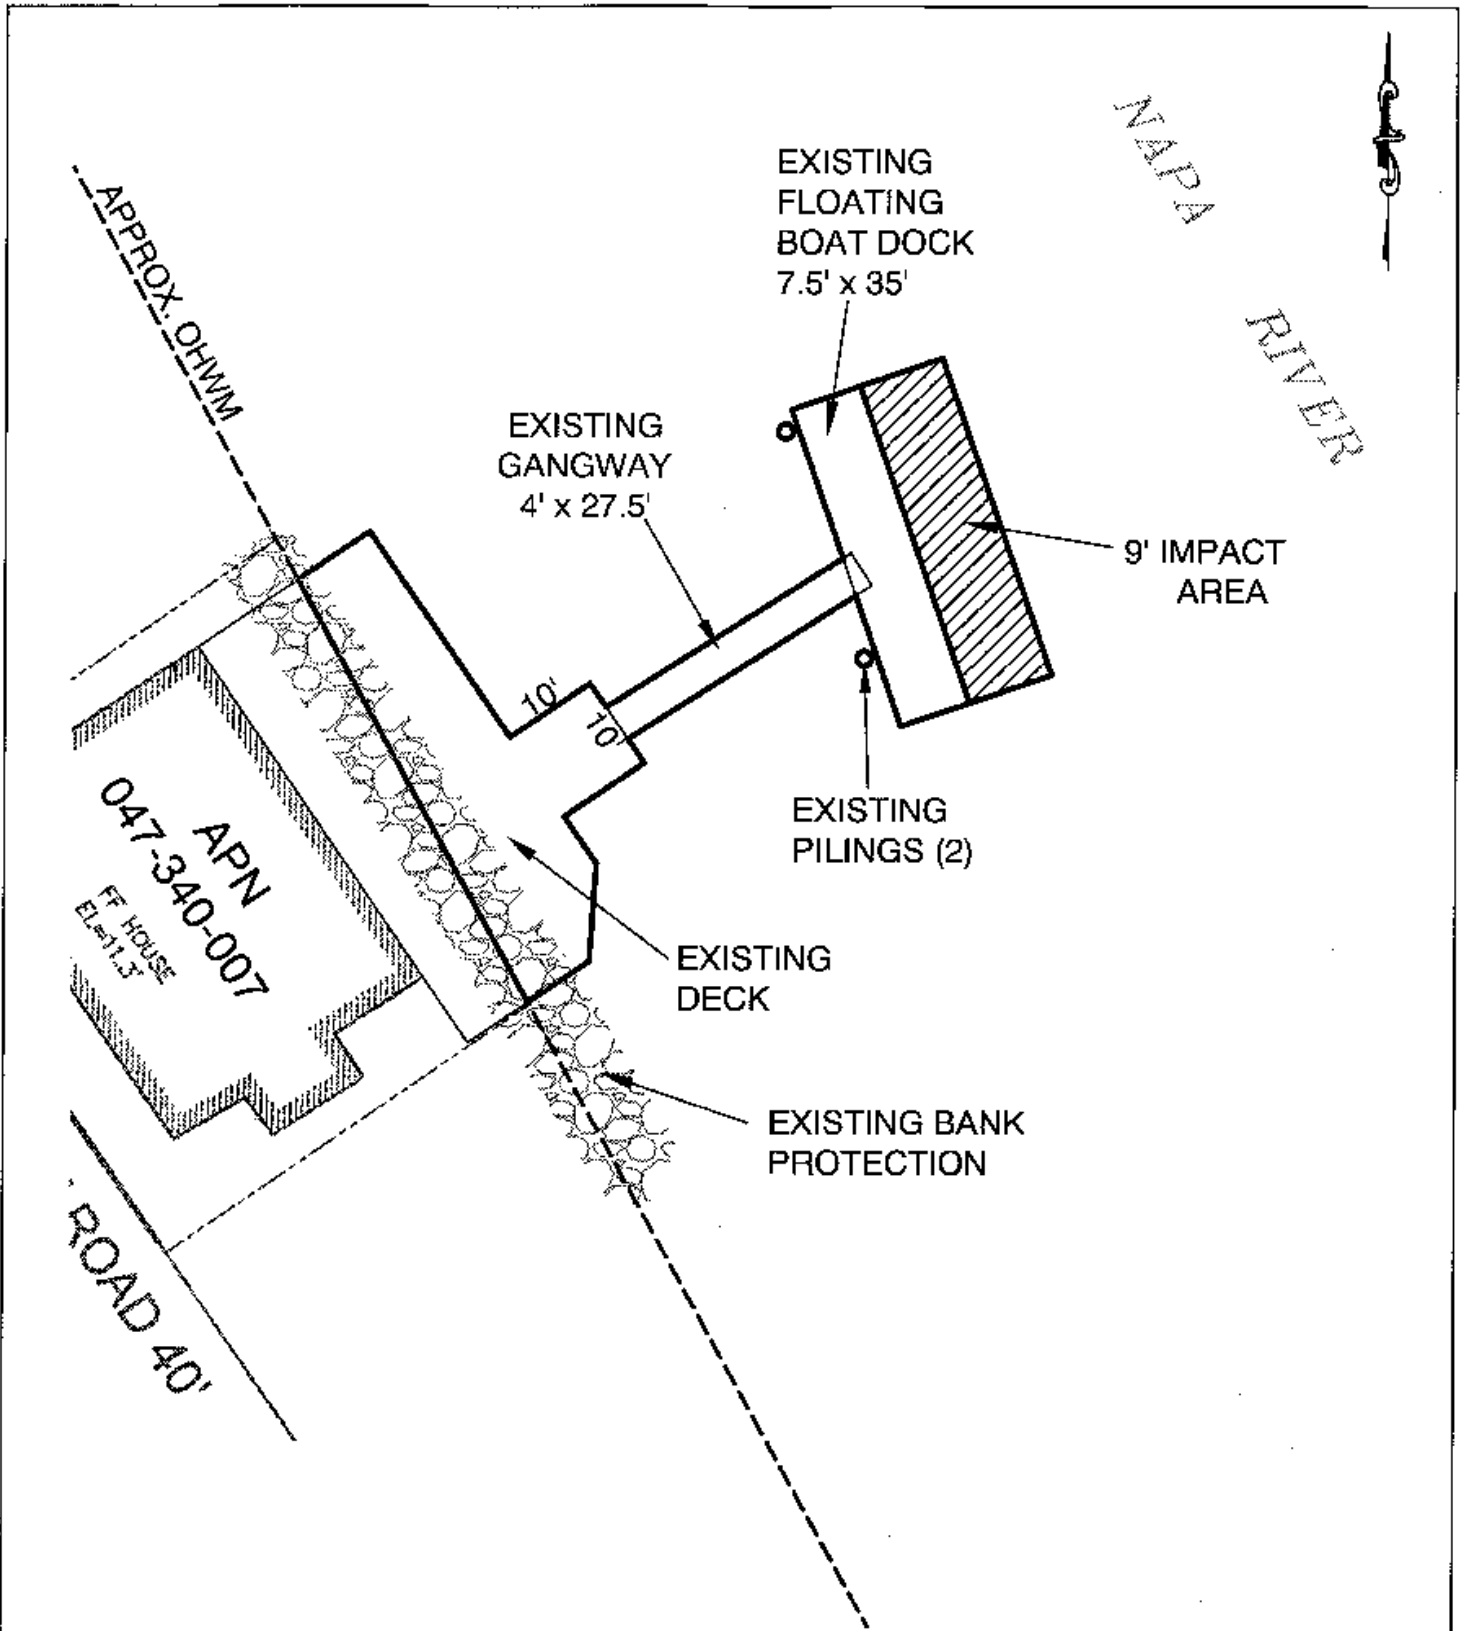 NAPA
RIVER
EXISTING
FLOATING
BOAT DOCK
7.5' x 35'
APPROX. OHWM
EXISTING
GANGWAY
4' x 27.5'
9' IMPACT
AREA
10'
10'
EXISTING
PILINGS (2)
APN
047-340-007
FF HOUSE
EL=11.3'
EXISTING
DECK
EXISTING BANK
PROTECTION
ROAD 40'